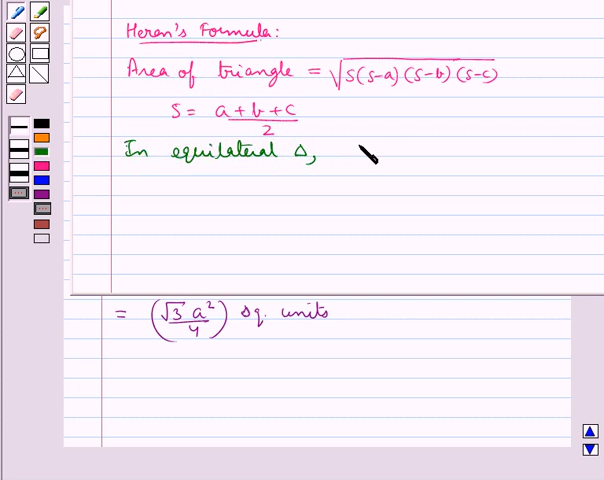 Heron's Formula:
Area of triangle = √S(S-a)(S-b)(S-c)
S = a+b+c/2
In equilateral Δ,
= (√3 a²/4) sq. units